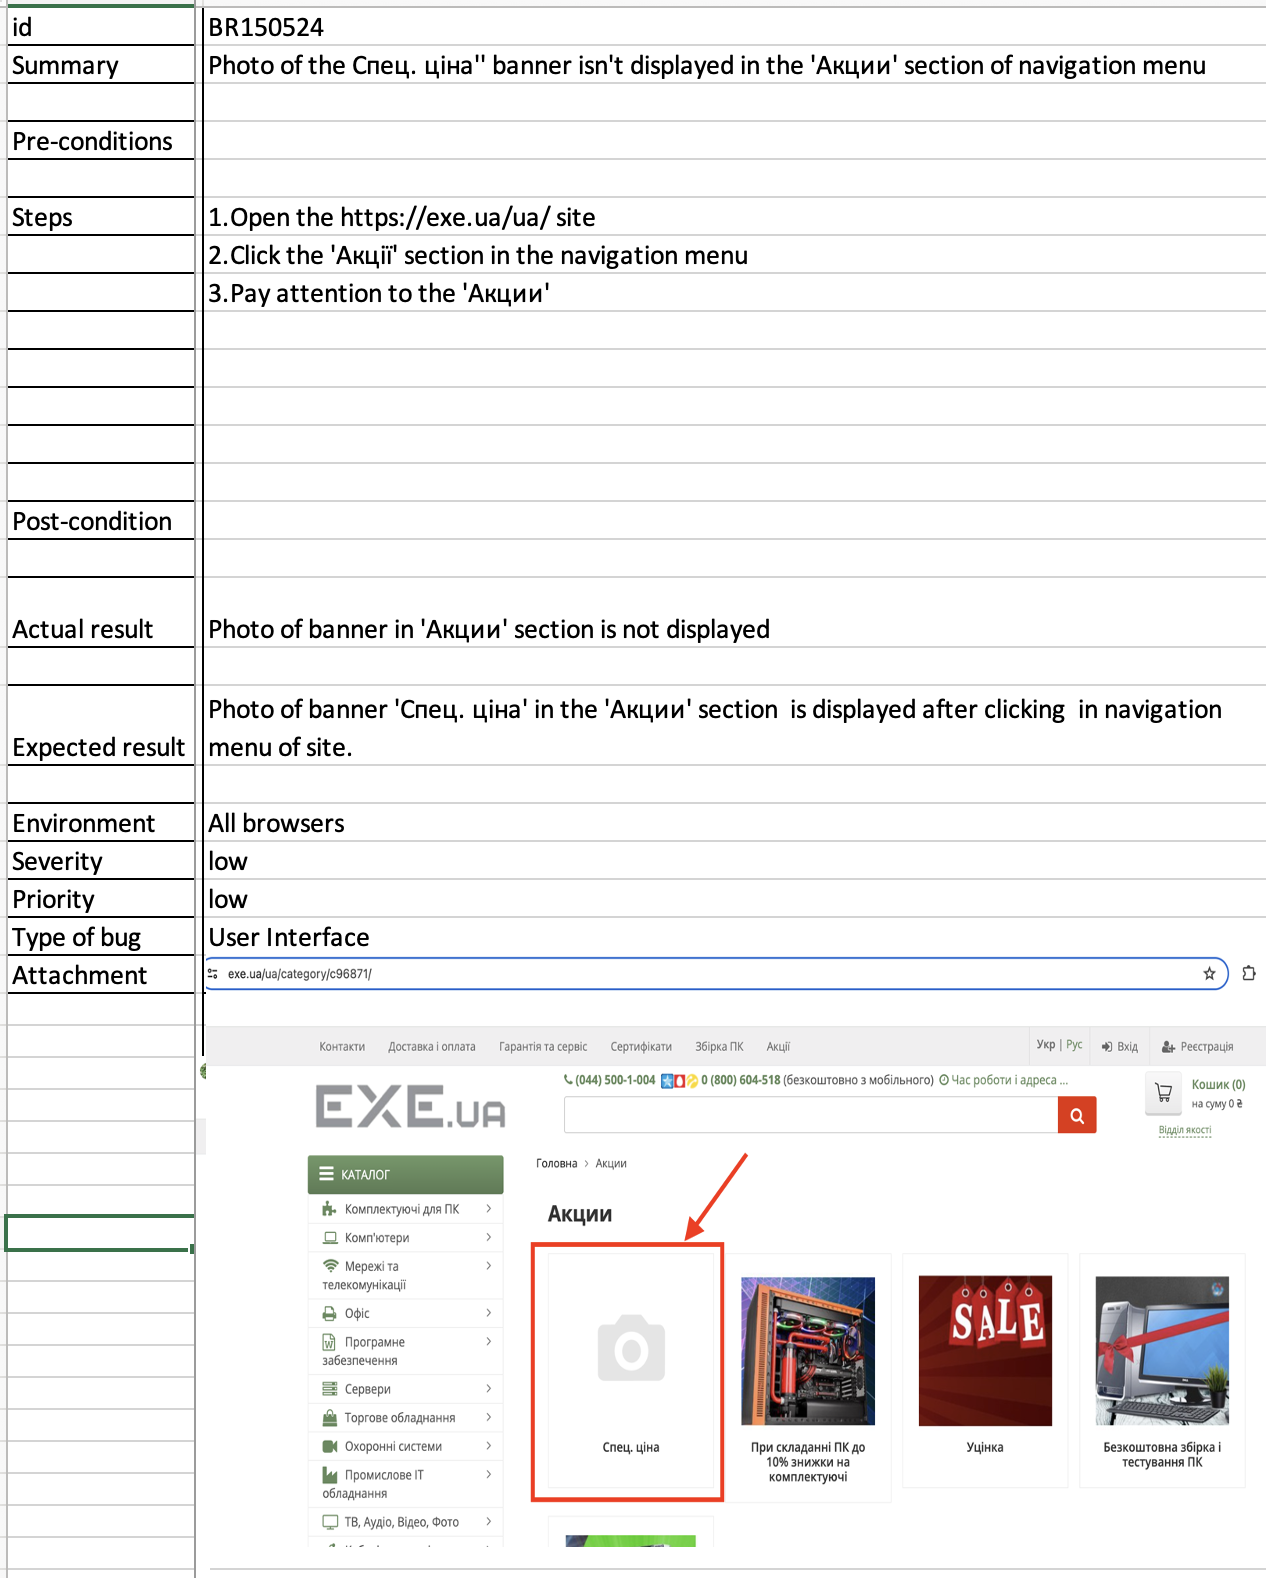 id BR150524
Summary Photo of the Спец. ціна'' banner isn't displayed in the 'Акции' section of navigation menu
Pre-conditions
Steps 1.Open the https://exe.ua/ua/ site
2.Click the 'Акції' section in the navigation menu
3.Pay attention to the 'Акции'
Post-condition
Actual result Photo of banner in 'Акции' section is not displayed
Photo of banner 'Спец. ціна' in the 'Акции' section is displayed after clicking in navigation
Expected result menu of site.
Environment All browsers
Severity low
Priority low
Type of bug User Interface
Attachment exe.ua/ua/category/c96871/
Контакти Доставка і оплата Гарантія та сервіс Сертифікати Збірка ПК Акції Укр | Рус Вхід Реєстрація
(044) 500-1-004 0 (800) 604-518 (безкоштовно з мобільного) Час роботи і адреса ... Кошик (0)
EXE.UA на суму 0 ₴
Відділ якості
КАТАЛОГ
Комплектуючі для ПК
Комп'ютери
Мережі та
телекомунікації
Офіс
Програмне
забезпечення
Сервери
Торгове обладнання
Охоронні системи
Промислове ІТ
обладнання
ТВ, Аудіо, Відео, Фото
Головна > Акции
Акции
SALE
Спец. ціна
При складанні ПК до
10% знижки на
комплектуючі
Уцінка
Безкоштовна збірка і
тестування ПК